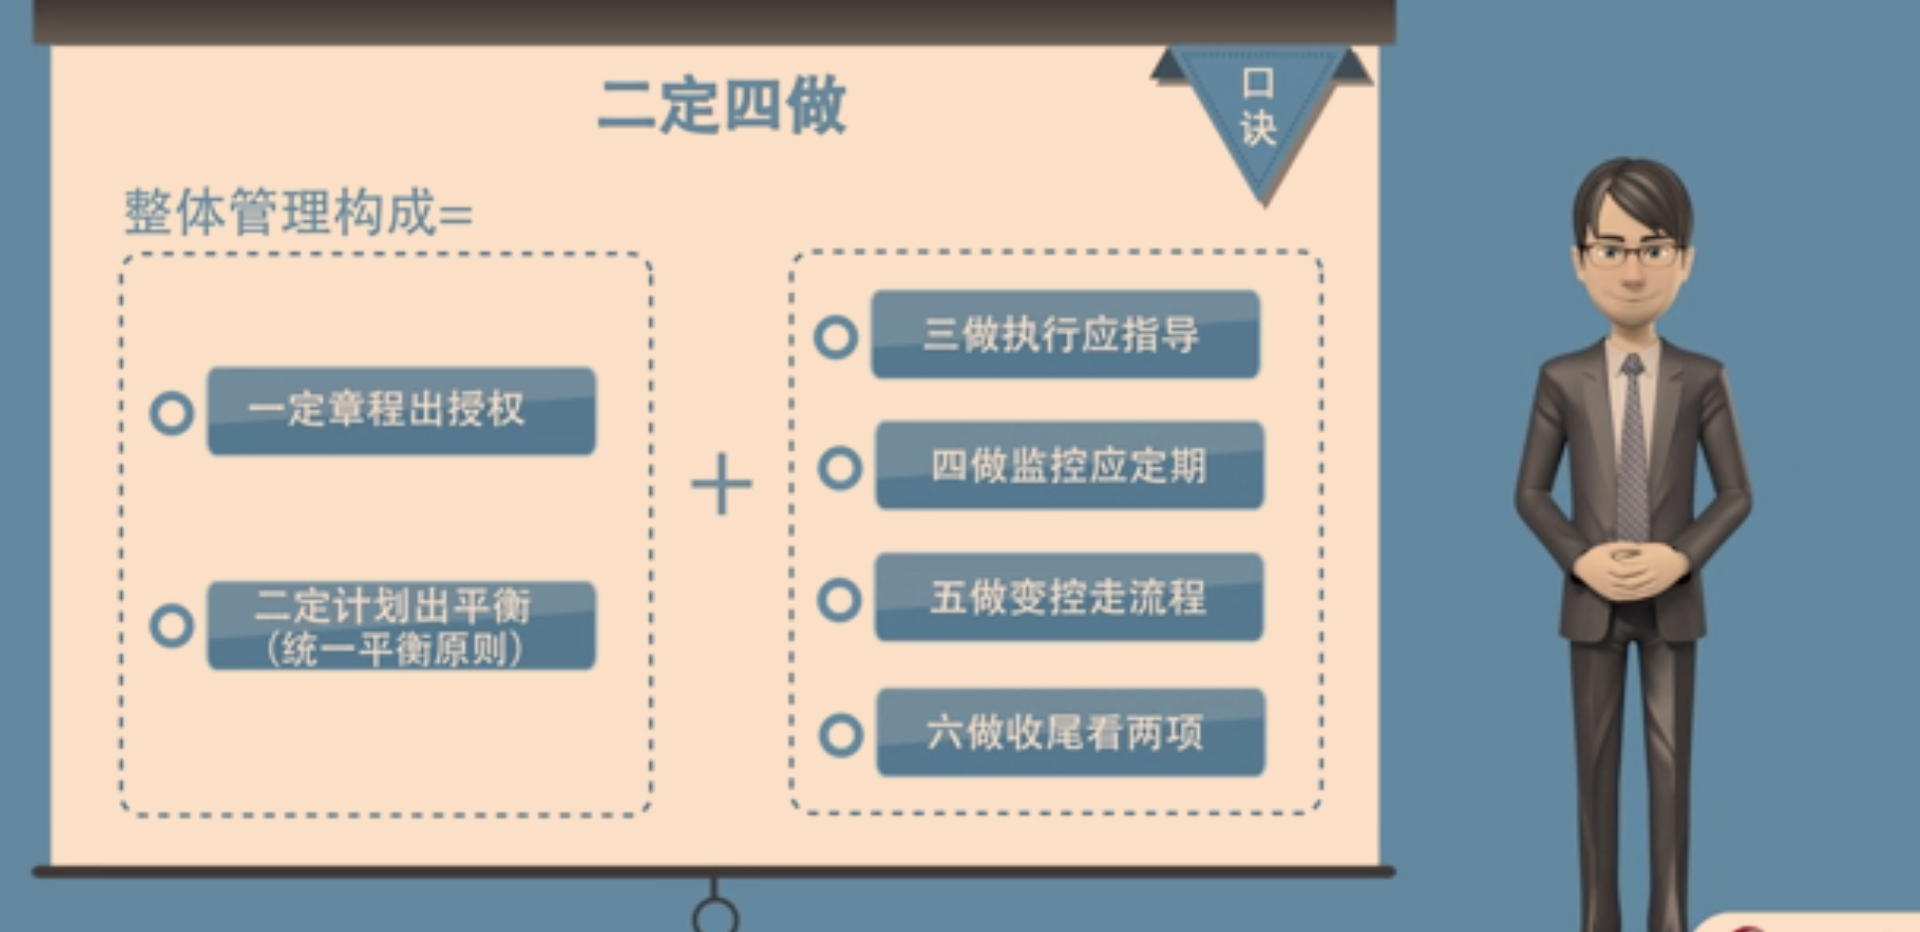 二定四做
口
诀
整体管理构成=
一定章程出授权
二定计划出平衡
(统一平衡原则)
+
三做执行应指导
四做监控应定期
五做变控走流程
六做收尾看两项